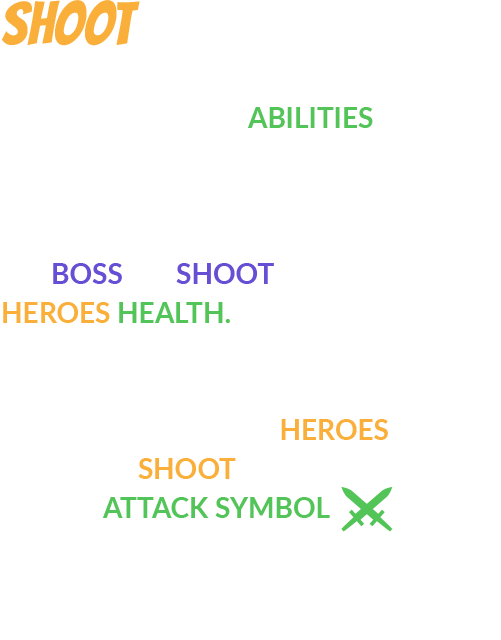 SHOOT
ABILITIES
BOSS SHOOT
HEROES HEALTH.
HEROES
SHOOT
ATTACK SYMBOL